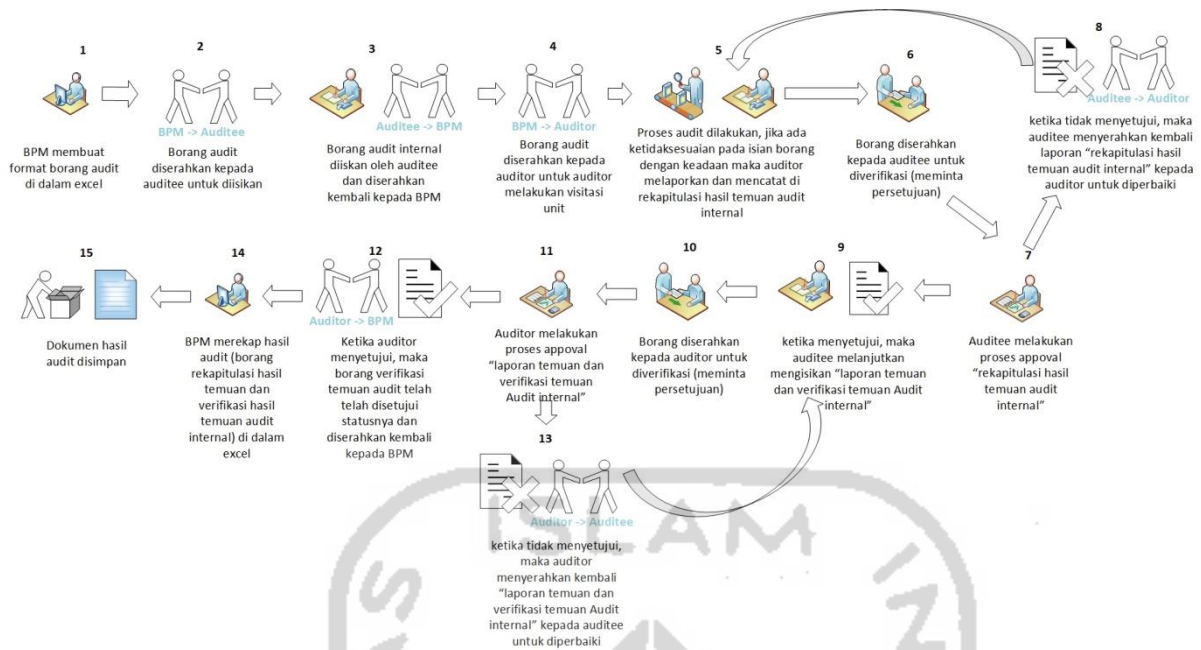 1
BPM membuat
format borang audit
di dalam excel
2
BPM -> Auditee
Borang audit
diserahkan kepada
auditee untuk diisikan
3
Auditee -> BPM
Borang audit internal
diiskan oleh auditee
dan diserahkan
kembali kepada BPM
4
BPM -> Auditor
Borang audit
diserahkan kepada
auditor untuk auditor
melakukan visitasi
unit
5
Proses audit dilakukan, jika ada
ketidaksesuaian pada isian borang
dengan keadaan maka auditor
melaporkan dan mencatat di
rekapitulasi hasil temuan audit
internal
6
Borang diserahkan
kepada auditee untuk
diverifikasi (meminta
persetujuan)
8
Auditee -> Auditor
ketika tidak menyetujui, maka
auditee menyerahkan kembali
laporan “rekapitulasi hasil
temuan audit internal” kepada
auditor untuk diperbaiki
7
Auditee melakukan
proses approval
“rekapitulasi hasil
temuan audit
internal”
9
ketika menyetujui, maka
auditee melanjutkan
mengisikan “laporan temuan
dan verifikasi temuan Audit
internal”
10
Borang diserahkan
kepada auditor untuk
diverifikasi (meminta
persetujuan)
11
Auditor melakukan
proses appoval
“laporan temuan dan
verifikasi temuan
Audit internal”
12
Auditor -> BPM
Ketika auditor
menyetujui, maka
borang verifikasi
temuan audit telah
telah disetujui
statusnya dan
diserahkan kembali
kepada BPM
14
BPM merekap hasil
audit (borang
rekapitulasi hasil
temuan dan
verifikasi hasil
temuan audit
internal) di dalam
excel
15
Dokumen hasil
audit disimpan
13
Auditor -> Auditee
ketika tidak menyetujui,
maka auditor
menyerahkan kembali
“laporan temuan dan
verifikasi temuan Audit
internal” kepada auditee
untuk diperbaiki
ISLAM